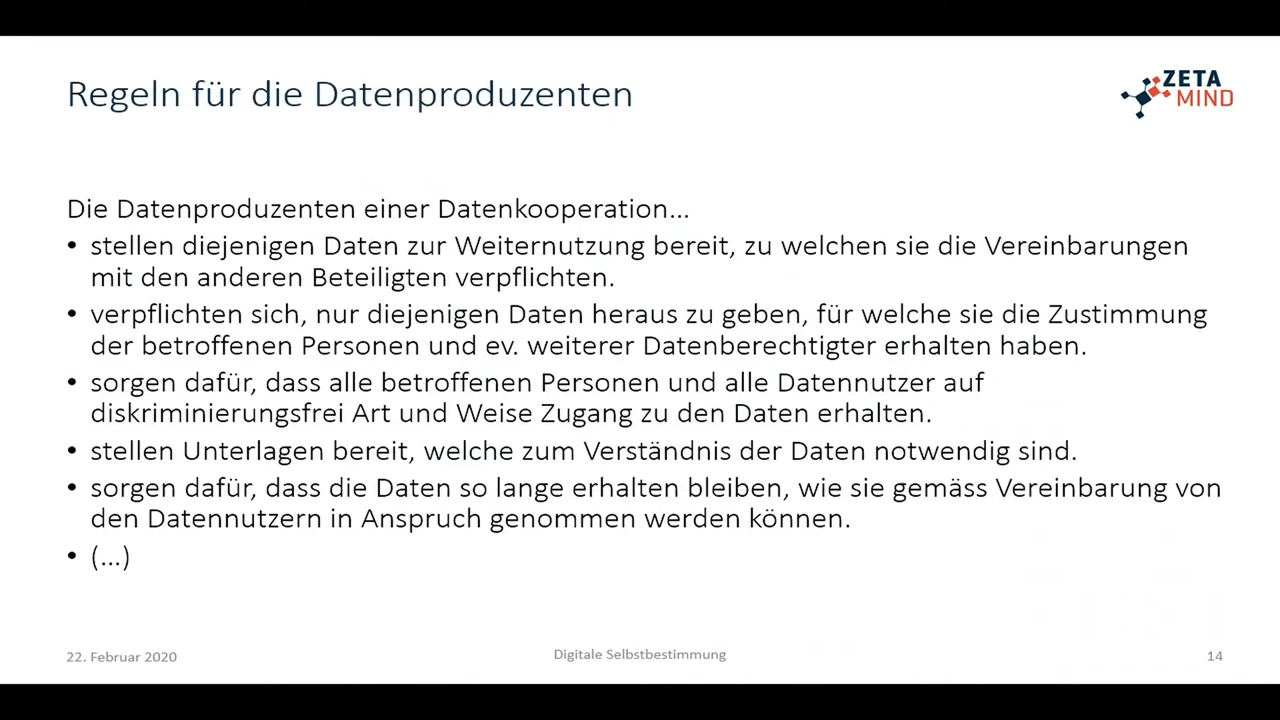 Regeln für die Datenproduzenten
ZETA
MIND
Die Datenproduzenten einer Datenkooperation...
• stellen diejenigen Daten zur Weiternutzung bereit, zu welchen sie die Vereinbarungen
mit den anderen Beteiligten verpflichten.
• verpflichten sich, nur diejenigen Daten heraus zu geben, für welche sie die Zustimmung
der betroffenen Personen und ev. weiterer Datenberechtigter erhalten haben.
• sorgen dafür, dass alle betroffenen Personen und alle Datennutzer auf
diskriminierungsfrei Art und Weise Zugang zu den Daten erhalten.
• stellen Unterlagen bereit, welche zum Verständnis der Daten notwendig sind.
• sorgen dafür, dass die Daten so lange erhalten bleiben, wie sie gemäss Vereinbarung von
den Datennutzern in Anspruch genommen werden können.
• (...)
22. Februar 2020
Digitale Selbstbestimmung
14